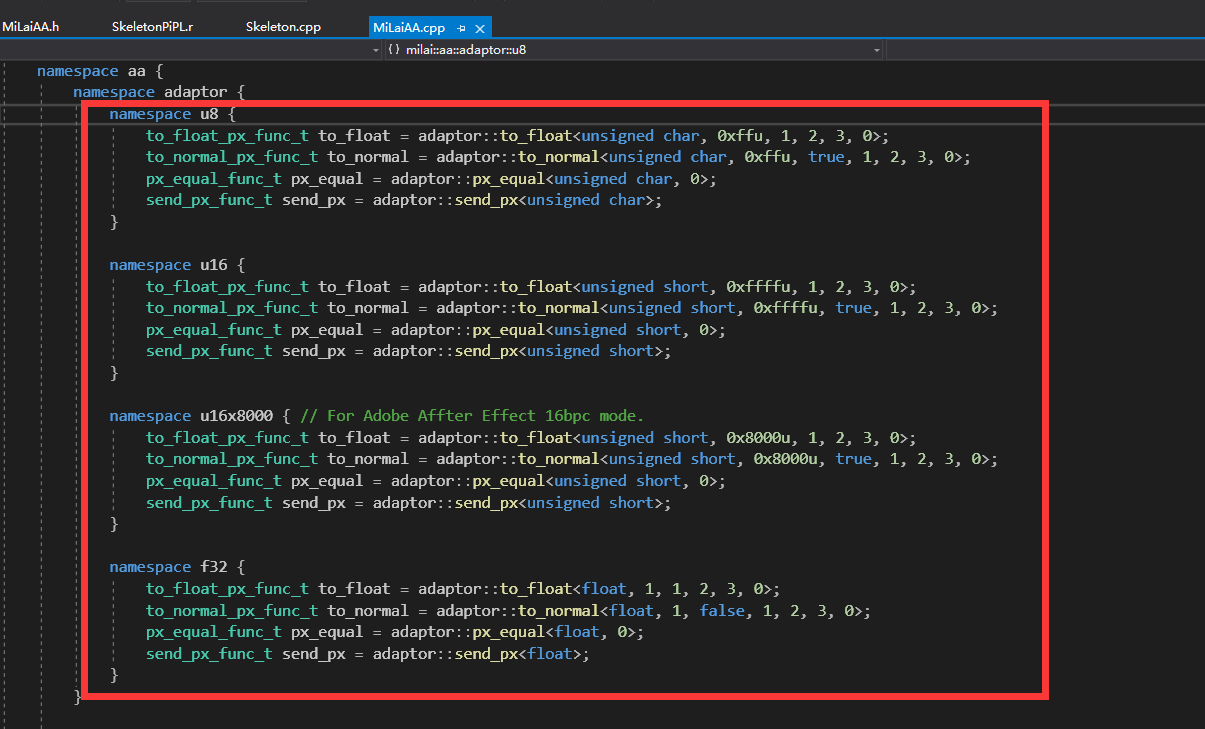 MiLaiAA.h SkeletonPiPL.r Skeleton.cpp MiLaiAA.cpp
{} milai::aa::adaptor::u8
namespace aa {
namespace adaptor {
namespace u8 {
to_float_px_func_t to_float = adaptor::to_float<unsigned char, 0xffu, 1, 2, 3, 0>;
to_normal_px_func_t to_normal = adaptor::to_normal<unsigned char, 0xffu, true, 1, 2, 3, 0>;
px_equal_func_t px_equal = adaptor::px_equal<unsigned char, 0>;
send_px_func_t send_px = adaptor::send_px<unsigned char>;
}
namespace u16 {
to_float_px_func_t to_float = adaptor::to_float<unsigned short, 0xffffu, 1, 2, 3, 0>;
to_normal_px_func_t to_normal = adaptor::to_normal<unsigned short, 0xffffu, true, 1, 2, 3, 0>;
px_equal_func_t px_equal = adaptor::px_equal<unsigned short, 0>;
send_px_func_t send_px = adaptor::send_px<unsigned short>;
}
namespace u16x8000 { // For Adobe Affter Effect 16bpc mode.
to_float_px_func_t to_float = adaptor::to_float<unsigned short, 0x8000u, 1, 2, 3, 0>;
to_normal_px_func_t to_normal = adaptor::to_normal<unsigned short, 0x8000u, true, 1, 2, 3, 0>;
px_equal_func_t px_equal = adaptor::px_equal<unsigned short, 0>;
send_px_func_t send_px = adaptor::send_px<unsigned short>;
}
namespace f32 {
to_float_px_func_t to_float = adaptor::to_float<float, 1, 1, 2, 3, 0>;
to_normal_px_func_t to_normal = adaptor::to_normal<float, 1, false, 1, 2, 3, 0>;
px_equal_func_t px_equal = adaptor::px_equal<float, 0>;
send_px_func_t send_px = adaptor::send_px<float>;
}
}